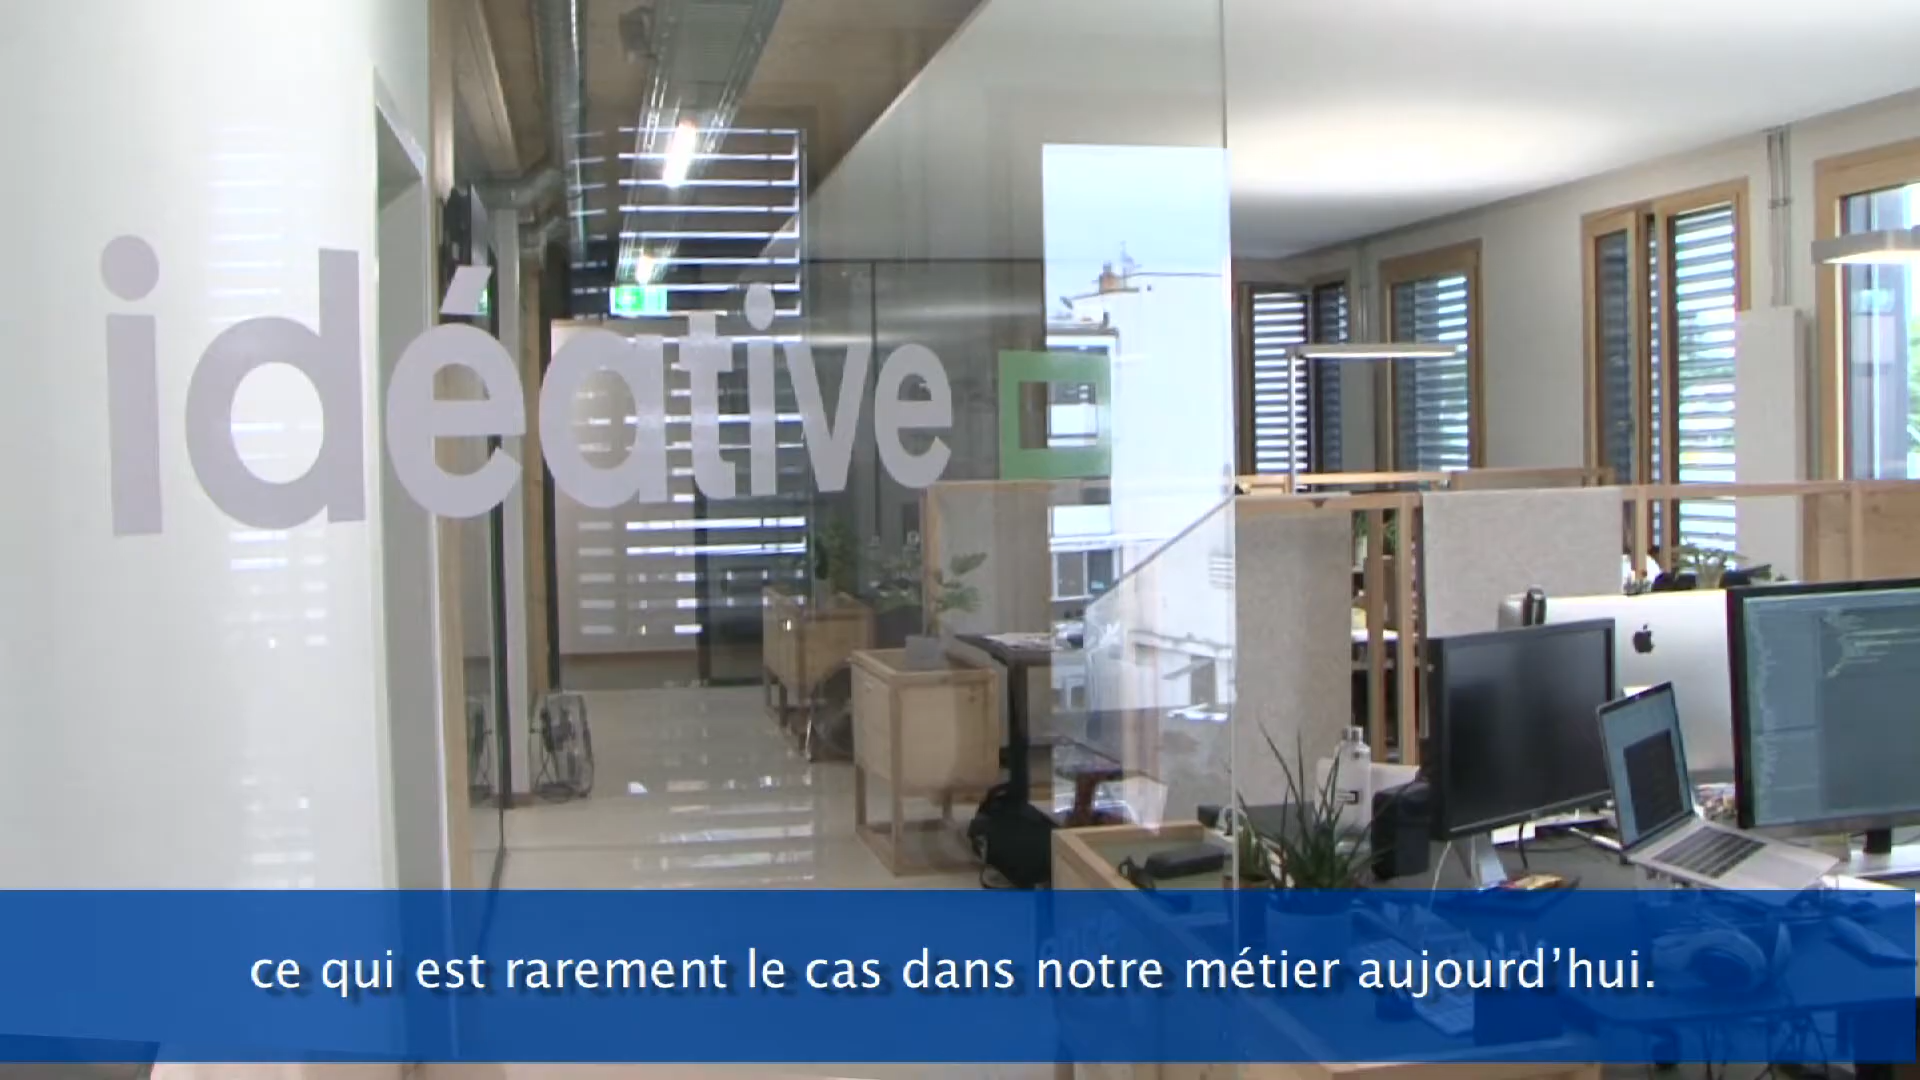 idéative
ce qui est rarement le cas dans notre métier aujourd’hui.